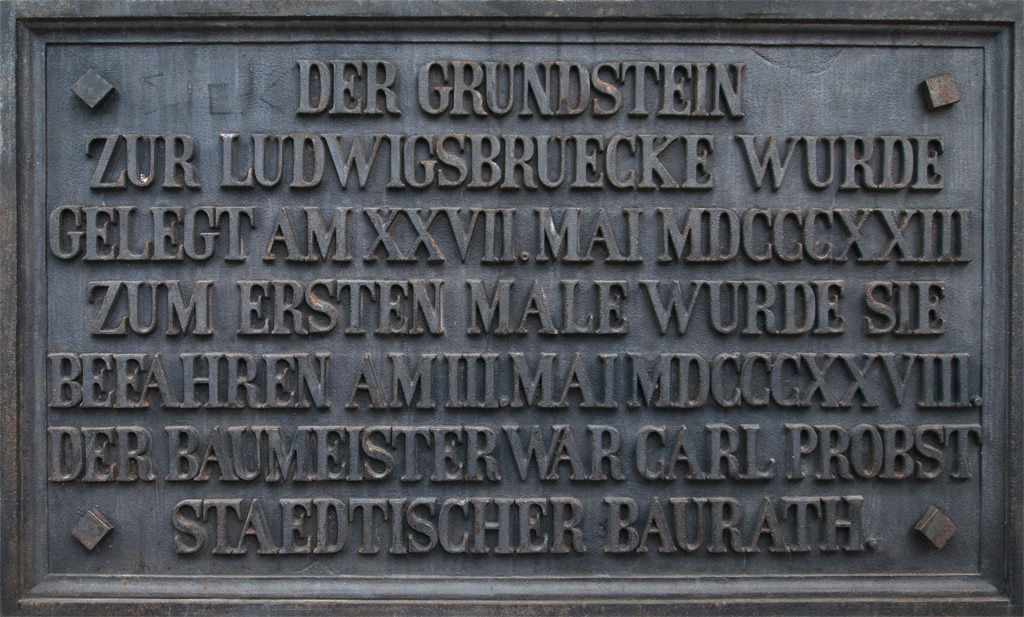 DER GRUNDSTEIN
ZUR LUDWIGSBRUECKE WURDE
GELEGT AM XXVII. MAI MDCCCXXIII
ZUM ERSTEN MALE WURDE SIE
BEFAHREN AM III. MAI MDCCCXXVIII.
DER BAUMEISTER WAR CARL PROBST
STAEDTISCHER BAURATH.